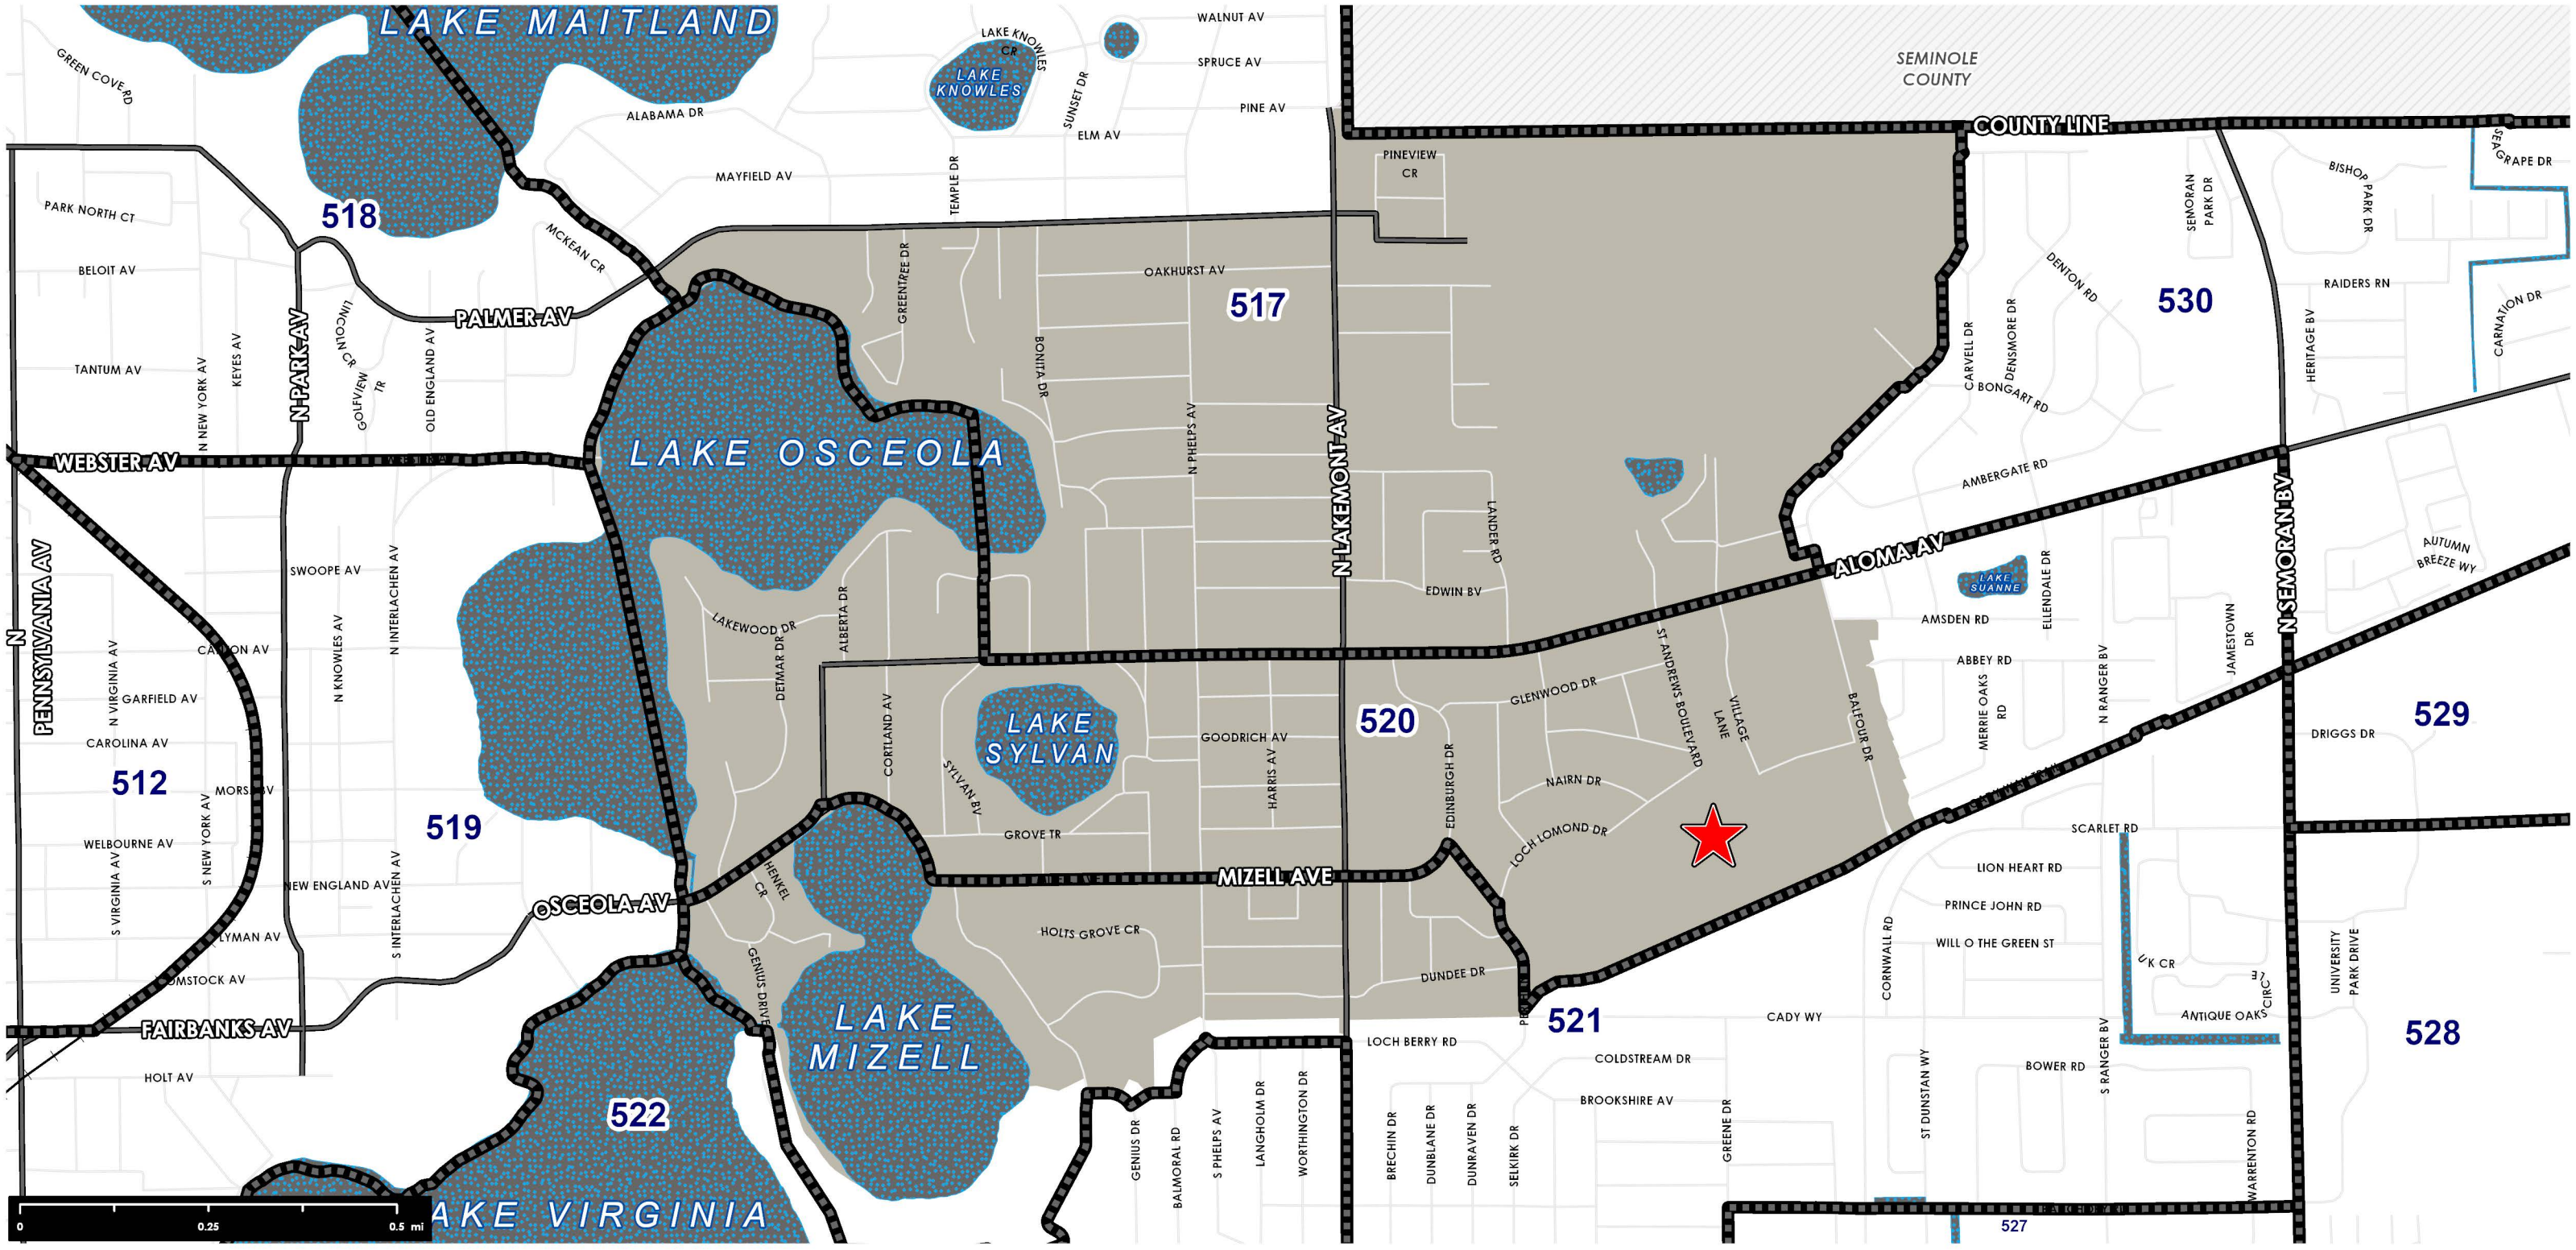 LAKE MAITLAND
WALNUT AV
LAKE KNOWLES
CR
SPRUCE AV
SEMINOLE
COUNTY
GREEN COVE RD
LAKE
KNOWLES
SUNSET DR
PINE AV
ALABAMA DR
ELM AV
COUNTY LINE
SEAGRAPE DR
PINEVIEW
CR
BISHOP
PARK DR
MAYFIELD AV
TEMPLE DR
SEMORAN
PARK DR
PARK NORTH CT
518
MCKEAN CR
BELOIT AV
GREENTREE DR
OAKHURST AV
517
DENTON RD
530
RAIDERS RN
CARNATION DR
PALMER AV
N PARK AV
LINCOLN CR
KEYES AV
OLD ENGLAND AV
TANTUM AV
N NEW YORK AV
GOLFVIEW
TR
BONITA DR
CARVELL DR
DENSMORE DR
HERITAGE BV
BONGART RD
N PHELPS AV
N LAKEMONT AV
LAKE OSCEOLA
WEBSTER AV
AMBERGATE RD
LANDER RD
N SEMORAN BV
ALOMA AV
AUTUMN
BREEZE WY
N
PENNSYLVANIA AV
SWOOPE AV
N INTERLACHEN AV
LAKE
SUANNE
ELLENDALE DR
EDWIN BV
ALBERTA DR
LAKEWOOD DR
N KNOWLES AV
AMSDEN RD
JAMESTOWN
DR
N VIRGINIA AV
DETMAR DR
ST ANDREWS BOULEVARD
ABBEY RD
GARFIELD AV
CORTLAND AV
GLENWOOD DR
VILLAGE
LANE
BALFOUR DR
MERRIE OAKS
RD
N RANGER BV
LAKE
SYLVAN
520
529
CAROLINA AV
GOODRICH AV
DRIGGS DR
512
HARRIS AV
EDINBURGH DR
NAIRN DR
SYLVAN BV
519
S NEW YORK AV
WELBOURNE AV
GROVE TR
LOCH LOMOND DR
SCARLET RD
S VIRGINIA AV
NEW ENGLAND AV
S INTERLACHEN AV
HENKEL
CR
MIZELL AVE
LION HEART RD
OSCEOLA AV
PRINCE JOHN RD
LYMAN AV
HOLTS GROVE CR
CORNWALL RD
WILL O THE GREEN ST
UNIVERSITY
PARK DRIVE
GENIUS DRIVE
DUNDEE DR
UK CR
CIRCLE
FAIRBANKS AV
LAKE
MIZELL
521
CADY WY
ANTIQUE OAKS
528
LOCH BERRY RD
COLDSTREAM DR
BOWER RD
S RANGER BV
HOLT AV
522
BROOKSHIRE AV
GENIUS DR
BALMORAL RD
S PHELPS AV
LANGHOLM DR
WORTHINGTON DR
BRECHIN DR
DUNBLANE DR
DUNRAVEN DR
SELKIRK DR
GREENE DR
ST DUNSTAN WY
WARRENTON RD
AKE VIRGINIA
527
0 0.25 0.5 mi